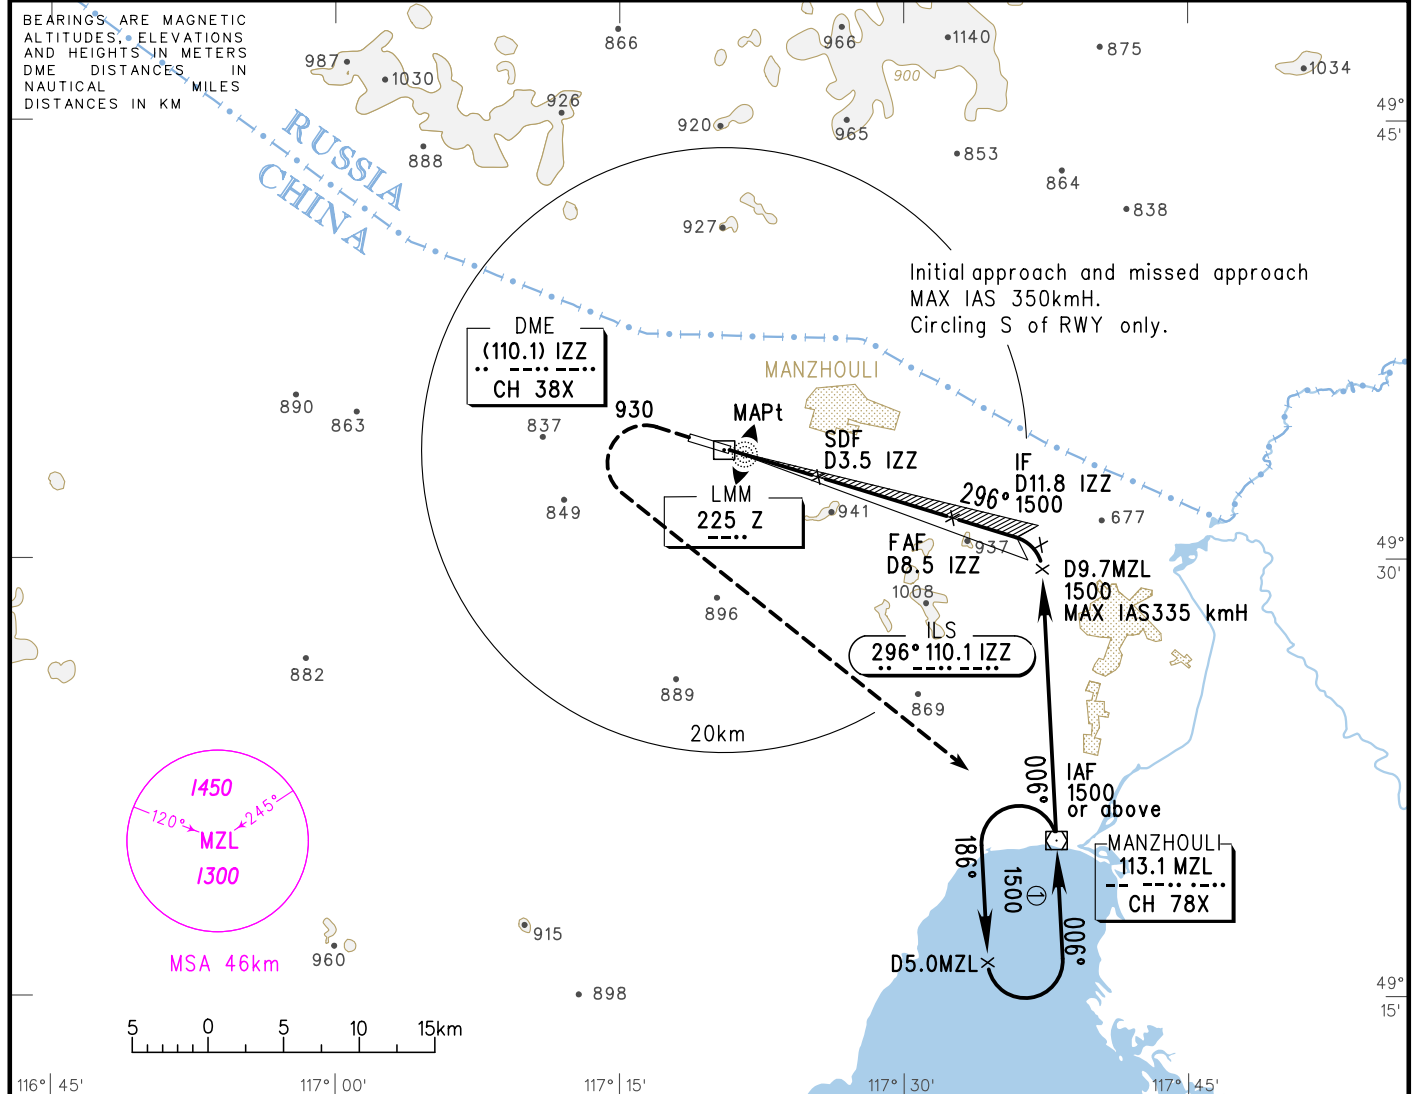 BEARINGS ARE MAGNETIC
ALTITUDES, ELEVATIONS
AND HEIGHTS IN METERS
DME DISTANCES IN
NAUTICAL MILES
DISTANCES IN KM
866
966
1140
875
1034
987
1030
900
926
920
965
49°
45'
888
853
864
838
RUSSIA
CHINA
927
Initial approach and missed approach
MAX IAS 350kmH.
Circling S of RWY only.
DME
(110.1) IZZ
CH 38X
MANZHOULI
890
863
837
930
MAPt
SDF
D3.5 IZZ
IF
D11.8 IZZ
1500
296°
LMM
225 Z
849
941
937
677
FAF
D8.5 IZZ
49°
30'
D9.7MZL
1500
MAX IAS335 kmH
896
1008
ILS
296° 110.1 IZZ
882
889
869
20km
006°
IAF
1500
or above
1450
120°
245°
MZL
1300
MSA 46km
186°
1500
1
006°
MANZHOULI
113.1 MZL
CH 78X
D5.0MZL
960
915
898
49°
15'
5 0 5 10 15km
116° 45' 117° 00' 117° 15' 117° 30' 117° 45'